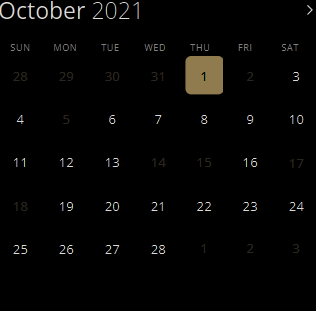 October 2021 >
SUN MON TUE WED THU FRI SAT
28 29 30 31 1 2 3
4 5 6 7 8 9 10
11 12 13 14 15 16 17
18 19 20 21 22 23 24
25 26 27 28 1 2 3